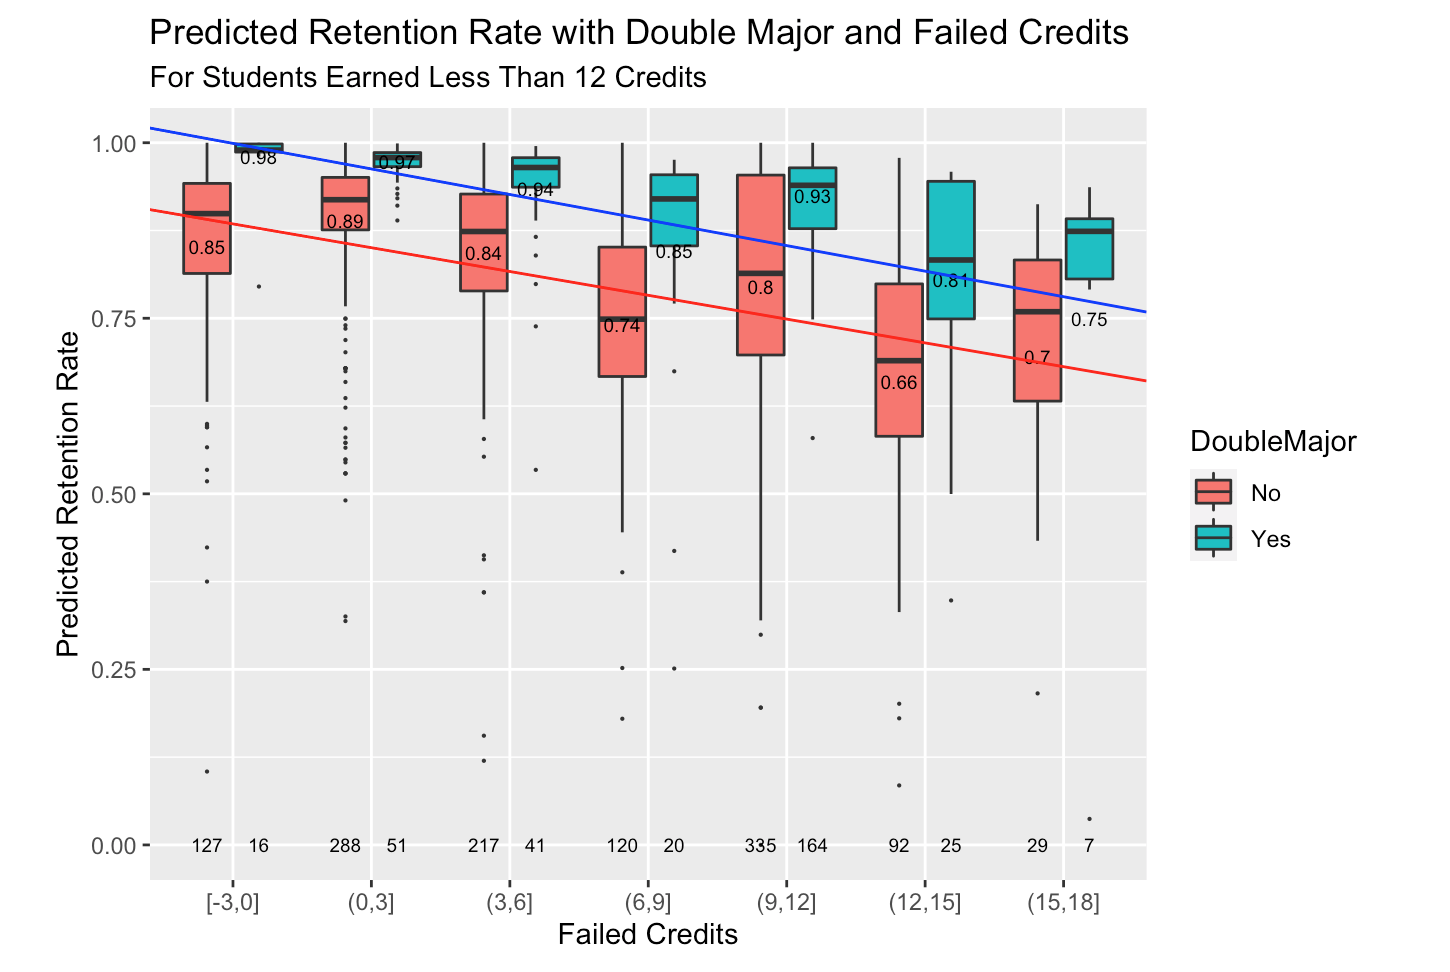 Predicted Retention Rate with Double Major and Failed Credits
For Students Earned Less Than 12 Credits
Predicted Retention Rate
1.00
0.75
0.50
0.25
0.00
0.85 0.98 0.89 0.97 0.84 0.94 0.74 0.85 0.8 0.93 0.66 0.81 0.7 0.75
127 16 288 51 217 41 120 20 335 164 92 25 29 7
[-3,0] (0,3] (3,6] (6,9] (9,12] (12,15] (15,18]
Failed Credits
DoubleMajor
No
Yes